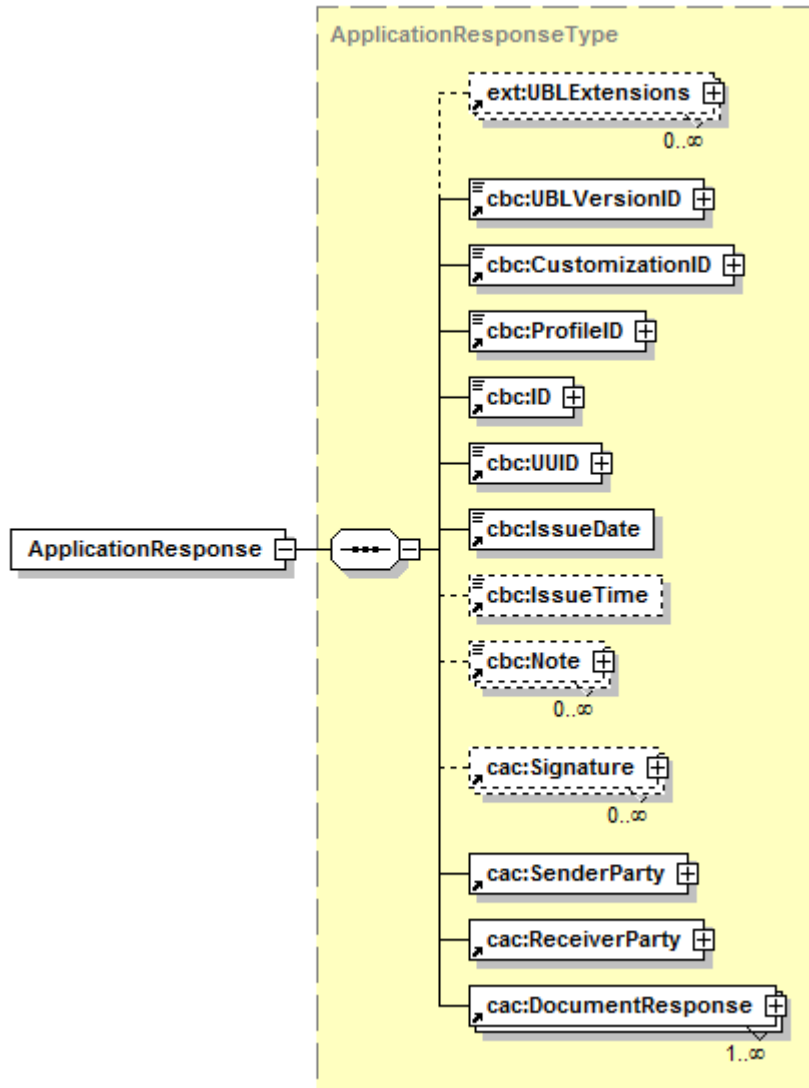 ApplicationResponseType
ext:UBLExtensions
0..∞
cbc:UBLVersionID
cbc:CustomizationID
cbc:ProfileID
cbc:ID
cbc:UUID
cbc:IssueDate
ApplicationResponse
cbc:IssueTime
cbc:Note
0..∞
cac:Signature
0..∞
cac:SenderParty
cac:ReceiverParty
cac:DocumentResponse
1..∞